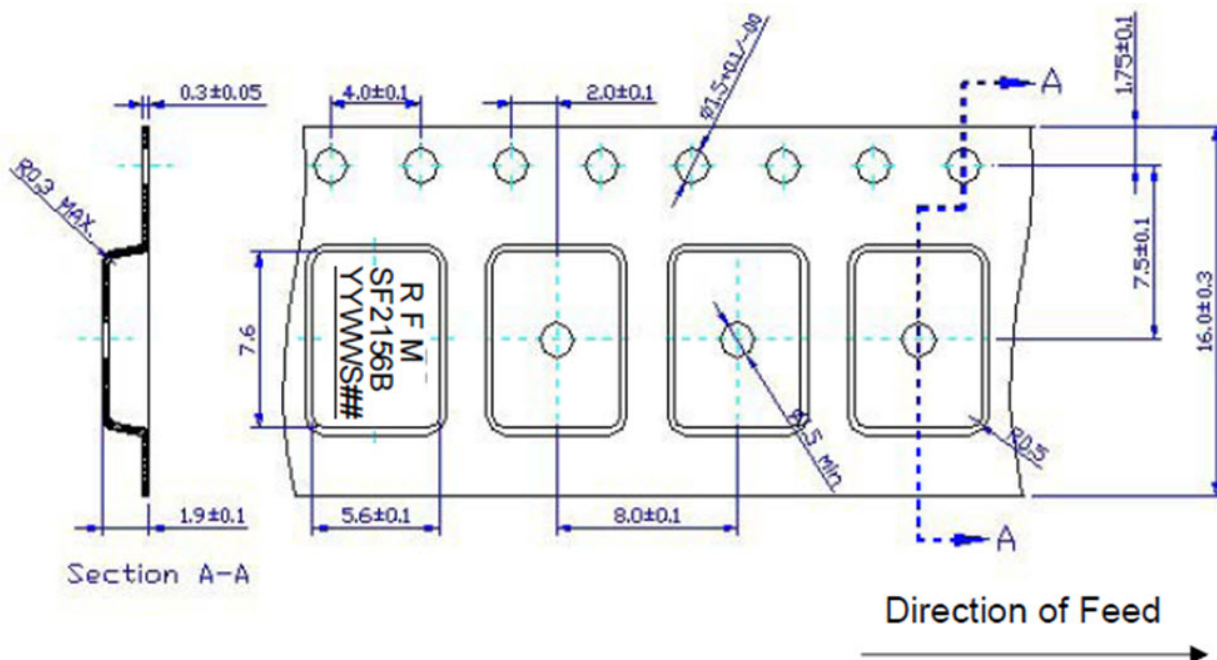 0.3±0.05
4.0±0.1
2.0±0.1
Ø1.5+0.1/-00
A
1.75±0.1
R0.3 MAX.
7.5±0.1
16.0±0.3
7.6
R F M
SF2156B
YYWWS##
Ø1.5 Min
R0.5
1.9±0.1
5.6±0.1
8.0±0.1
A
Section A-A
Direction of Feed